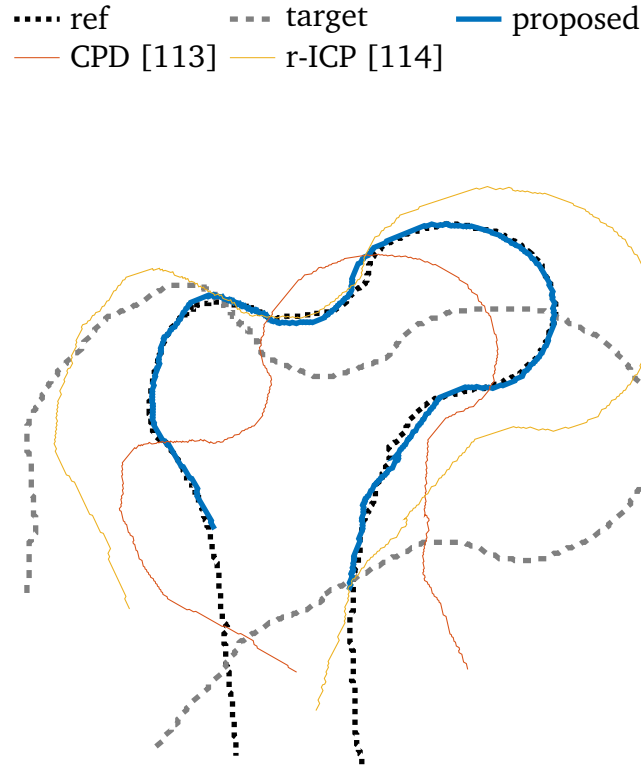 ref target proposed
CPD [113] r-ICP [114]